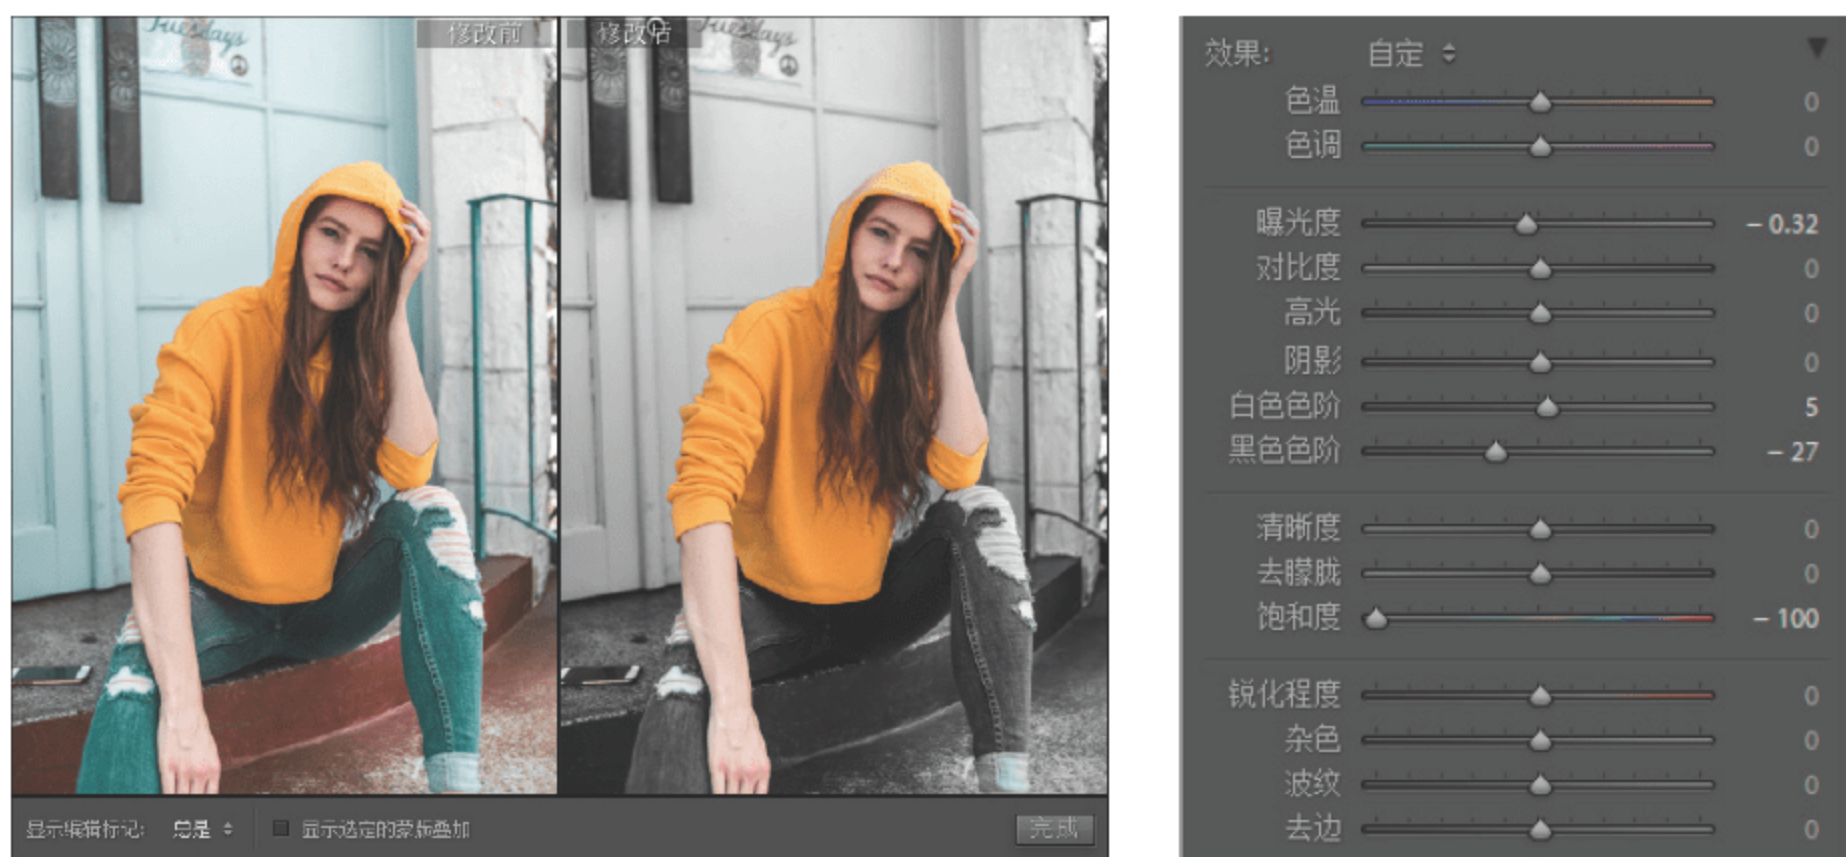 Tuesdays
修改前
修改后
Tuesdays
显示编辑标记: 总是
显示选定的蒙版叠加
完成
效果: 自定
色温 0
色调 0
曝光度 － 0.32
对比度 0
高光 0
阴影 0
白色色阶 5
黑色色阶 － 27
清晰度 0
去朦胧 0
饱和度 － 100
锐化程度 0
杂色 0
波纹 0
去边 0